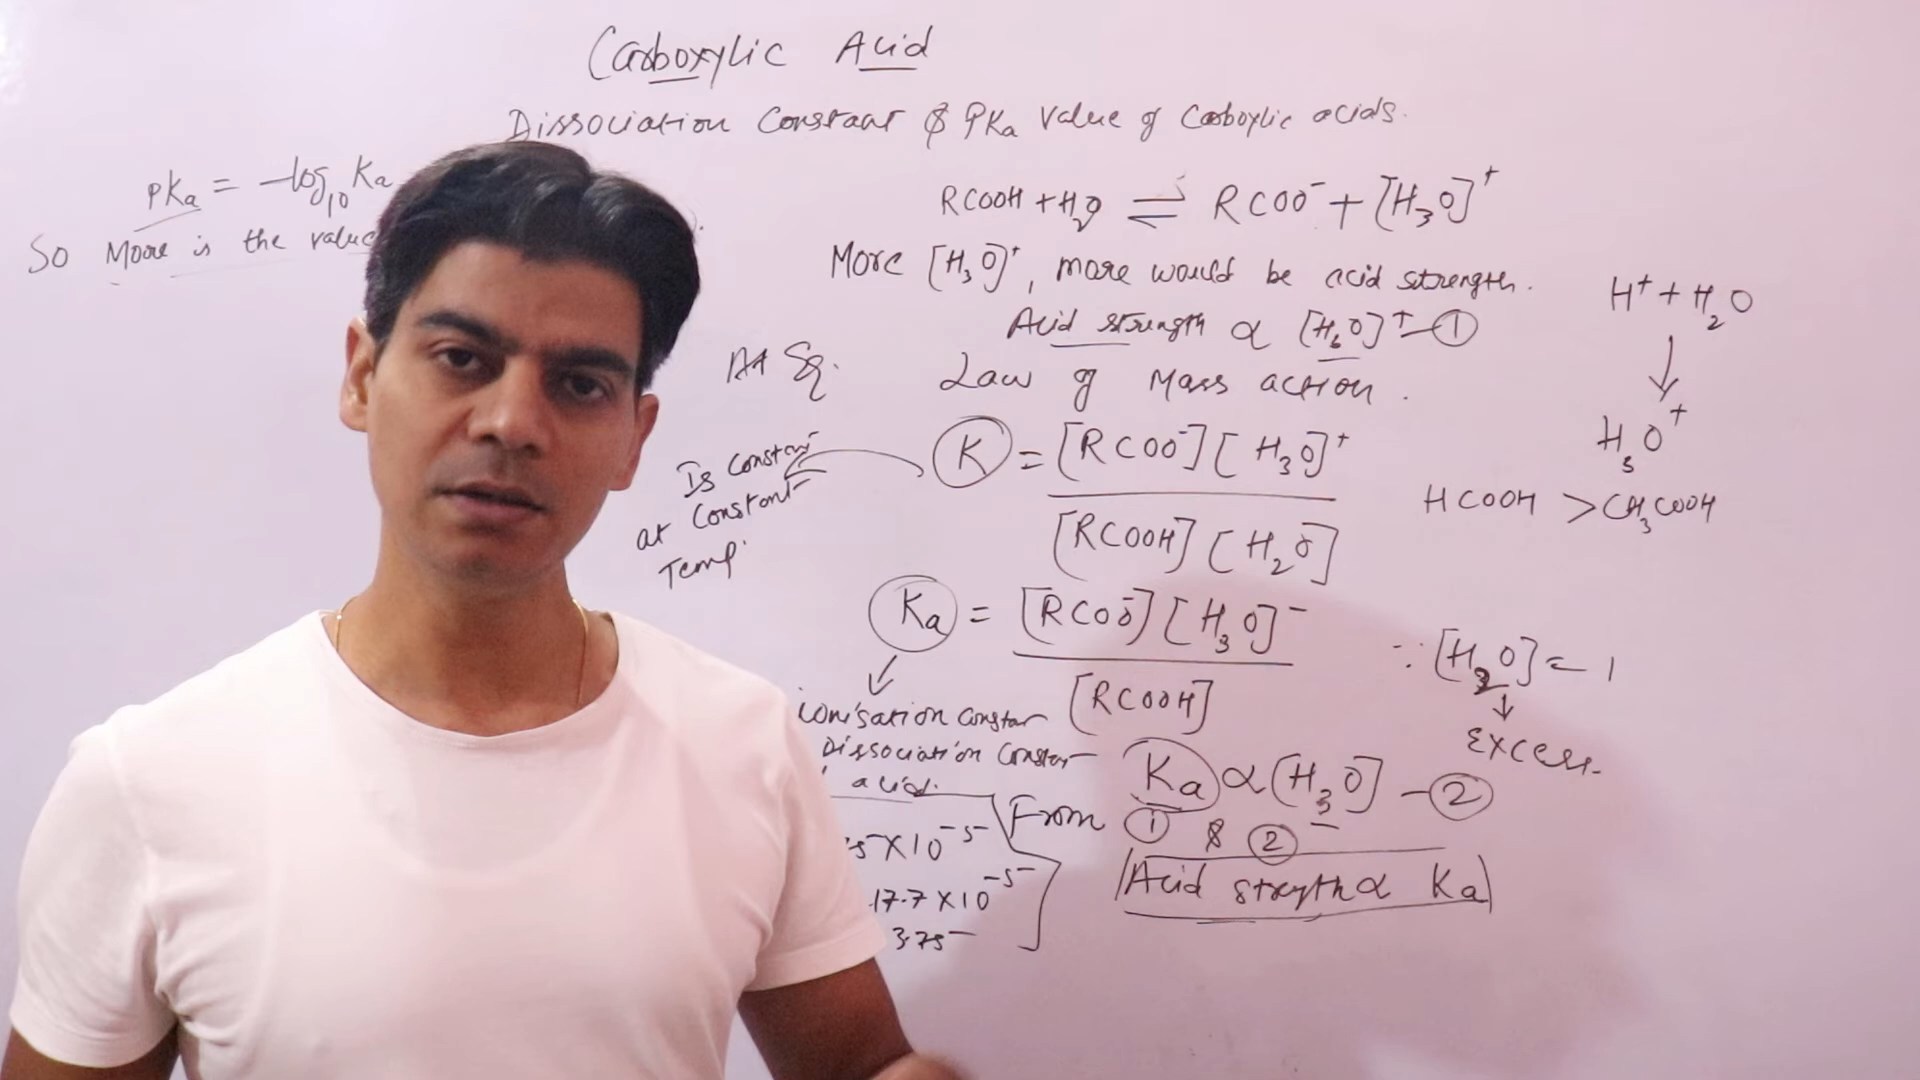 Carboxylic Acid
Dissociation Constant & PKa value of Carboxylic acids.
pKa = -log10 Ka
So More is the value
RCOOH + H2O ⇌ RCOO⁻ + [H3O]⁺
More [H3O]⁺, more would be acid strength.
Acid strength ∝ [H3O]⁺ - ①
H⁺ + H2O
↓
H3O⁺
At Eq.
Law of Mass action.
K = [RCOO⁻] [H3O]⁺
[RCOOH] [H2O]
Is constant
at Constant
Temp.
HCOOH > CH3COOH
Ka = [RCOO⁻] [H3O]⁻
[RCOOH]
∵ [H2O] = 1
↓
Excess.
↓
ionisation Constant
Dissociation Constant
acid.
Ka ∝ [H3O] - ②
From ① & ②
Acid strength ∝ Ka
5 × 10⁻⁵
17.7 × 10⁻⁵
3.75